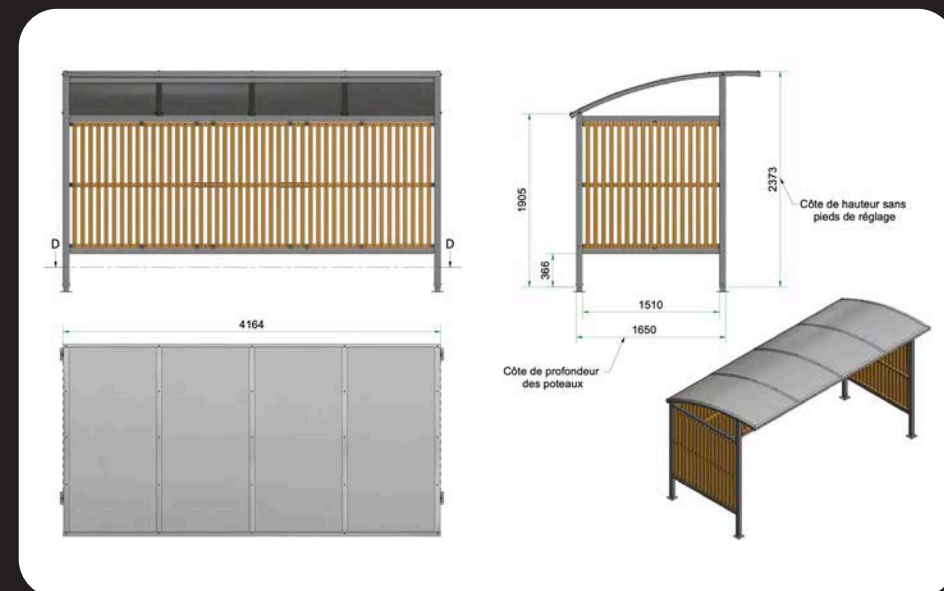 D
D
4164
1905
366
2373
Côte de hauteur sans
pieds de réglage
1510
1650
Côte de profondeur
des poteaux